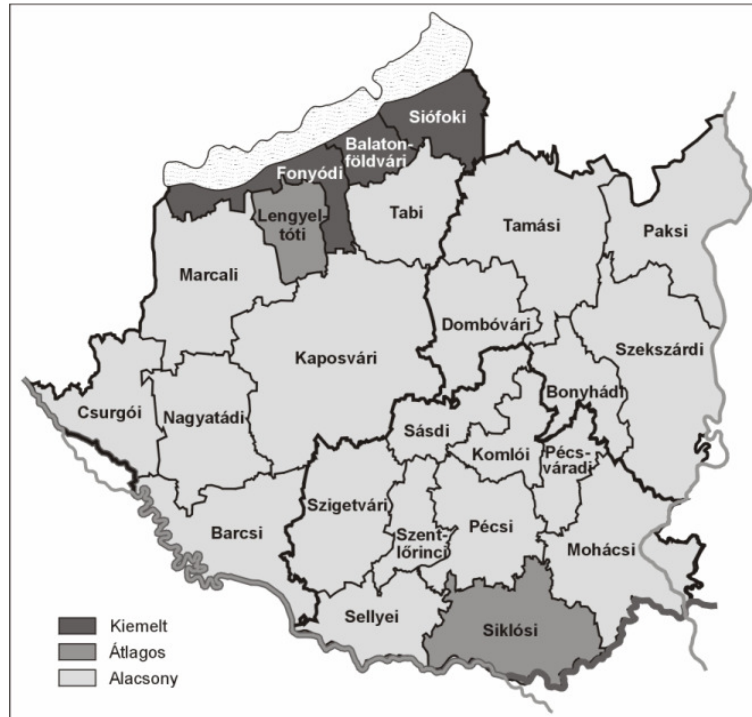 Siófoki
Balaton-
földvári
Fonyódi
Lengyel-
tóti
Tabi
Tamási
Paksi
Marcali
Dombóvári
Kaposvári
Szekszárdi
Csurgói
Nagyatádi
Bonyhádi
Sásdi
Komlói
Pécs-
váradi
Szigetvári
Barcsi
Szent-
lőrinci
Pécsi
Mohácsi
Sellyei
Siklósi
Kiemelt
Átlagos
Alacsony